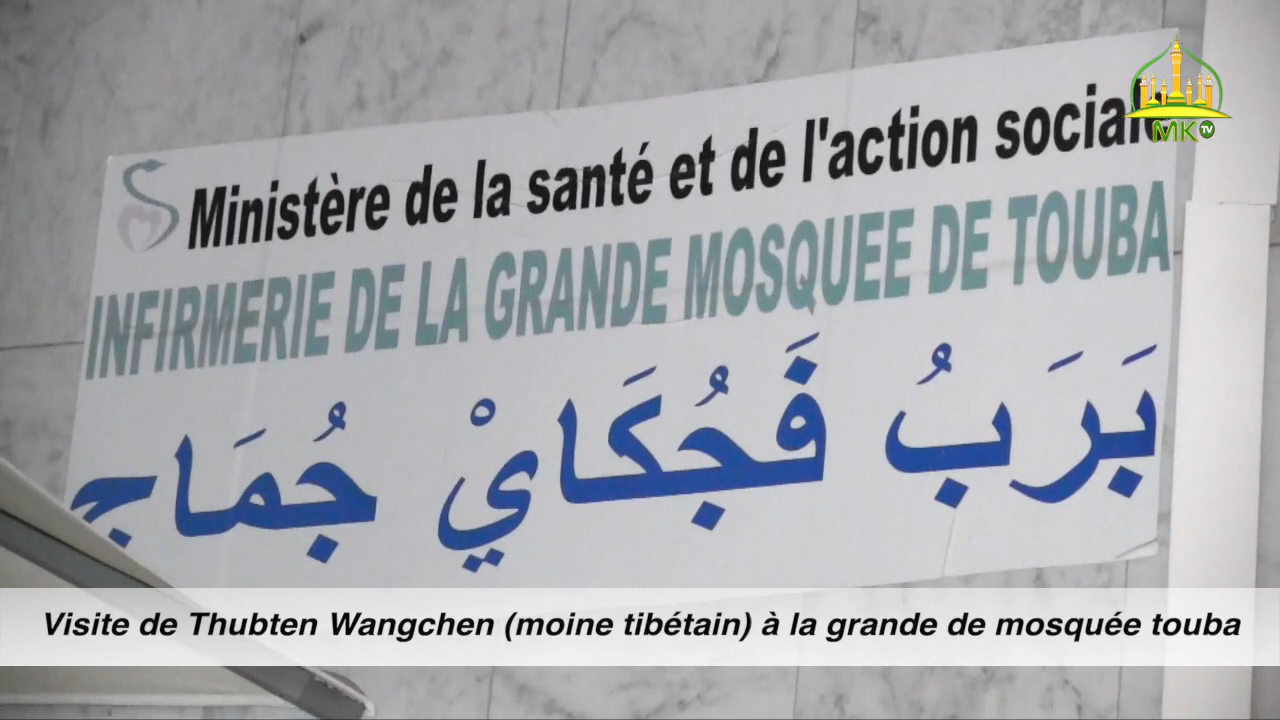 MKTV
Ministère de la santé et de l'action sociale
INFIRMERIE DE LA GRANDE MOSQUEE DE TOUBA
بَرَبُ فَجُكَايْ جُمَاجِ
Visite de Thubten Wangchen (moine tibétain) à la grande de mosquée touba